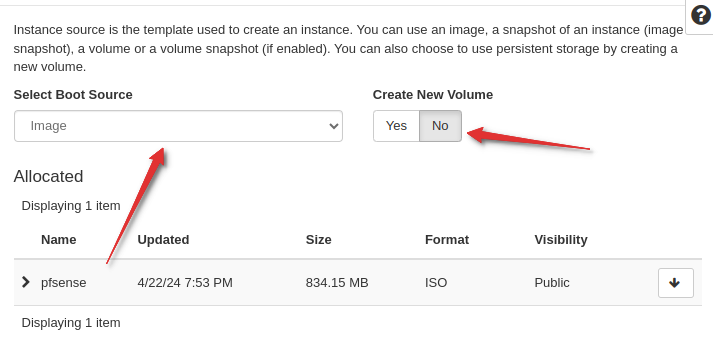 Instance source is the template used to create an instance. You can use an image, a snapshot of an instance (image
snapshot), a volume or a volume snapshot (if enabled). You can also choose to use persistent storage by creating a
new volume.
Select Boot Source Create New Volume
Image Yes No
Allocated
Displaying 1 item
Name Updated Size Format Visibility
pfsense 4/22/24 7:53 PM 834.15 MB ISO Public
Displaying 1 item